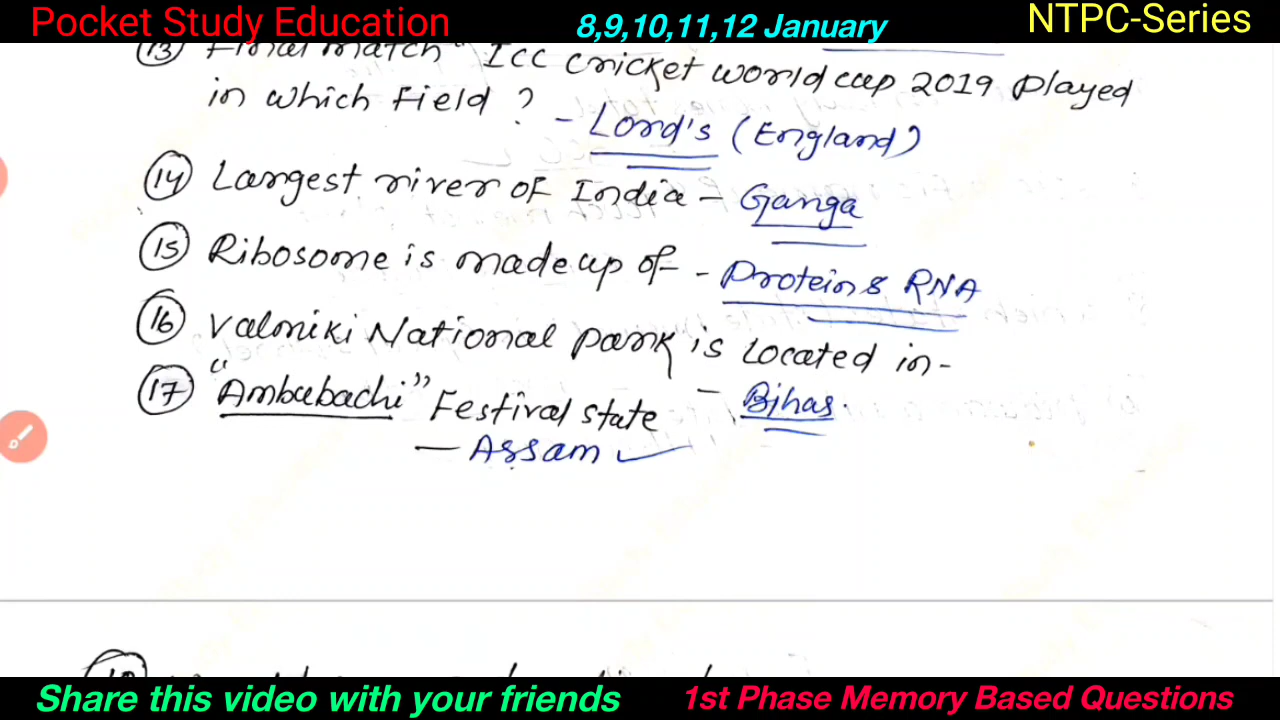 Pocket Study Education
8,9,10,11,12 January
NTPC-Series
(13) Final match "ICC cricket world cup 2019 played
in which field ? - Lord's (England)
(14) Largest river of India - Ganga
(15) Ribosome is made up of - Protein & RNA
(16) Valmiki National park is located in -
- Bihar.
(17) "Ambubachi" Festival state
- Assam
Share this video with your friends
1st Phase Memory Based Questions